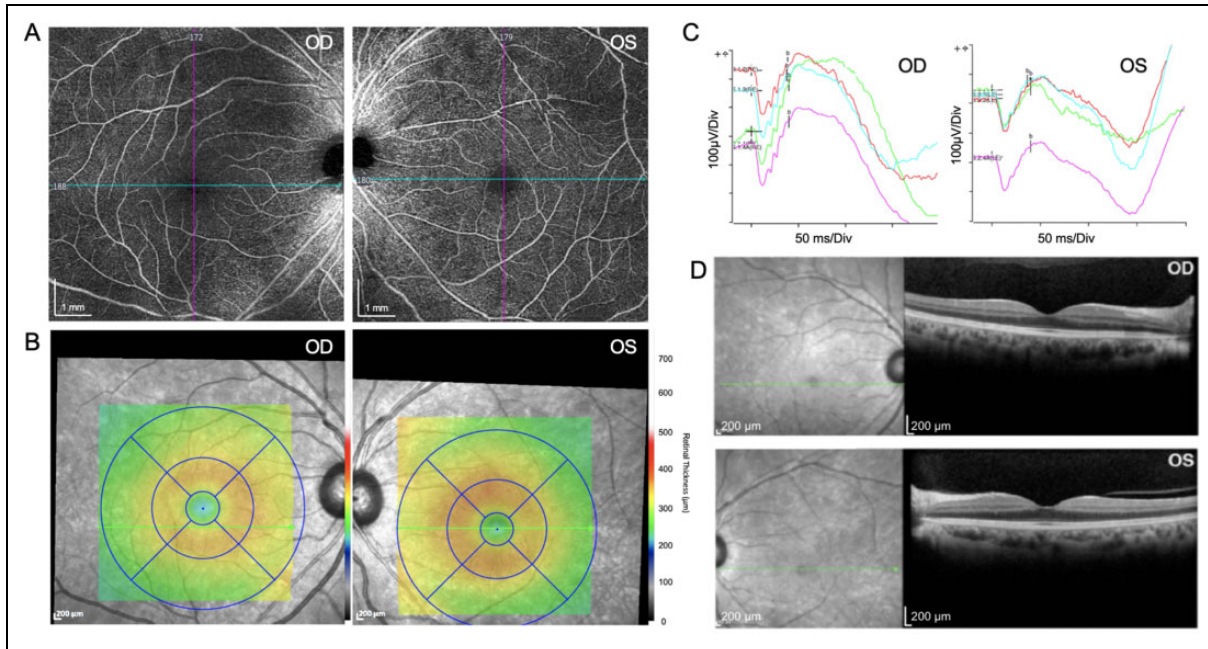 A
OD
OS
172
179
188
180
1 mm
1 mm
B
OD
OS
700
600
500
400
300
200
100
0
Retinal Thickness [µm]
200 µm
200 µm
C
OD
OS
100µV/Div
100µV/Div
b
b
b
b
50 ms/Div
50 ms/Div
D
OD
200 µm
200 µm
OS
200 µm
200 µm